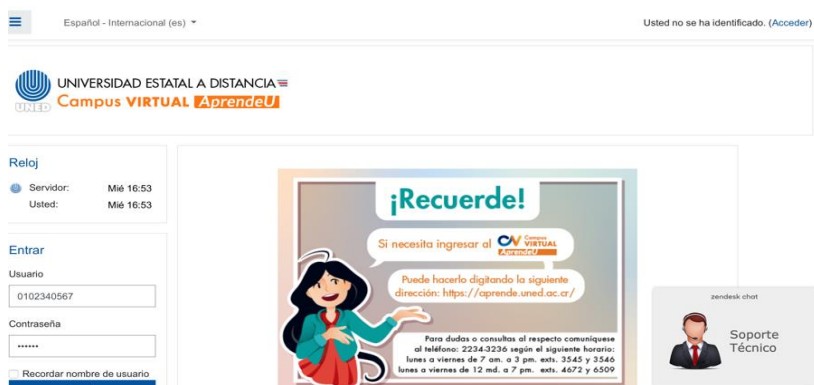 Español - Internacional (es)
Usted no se ha identificado. (Acceder)
UNED
UNIVERSIDAD ESTATAL A DISTANCIA
Campus VIRTUAL AprendeU
Reloj
Servidor: Mié 16:53
Usted: Mié 16:53
Entrar
Usuario
0102340567
Contraseña
••••••
Recordar nombre de usuario
¡Recuerde!
Si necesita ingresar al CV Campus VIRTUAL AprendeU
Puede hacerlo digitando la siguiente
dirección: https://aprende.uned.ac.cr/
Para dudas o consultas al respecto comuníquese
al teléfono: 2234-3236 según el siguiente horario:
lunes a viernes de 7 am. a 3 pm. exts. 3545 y 3546
lunes a viernes de 12 md. a 7 pm. exts. 4672 y 6509
zendesk chat
Soporte
Técnico